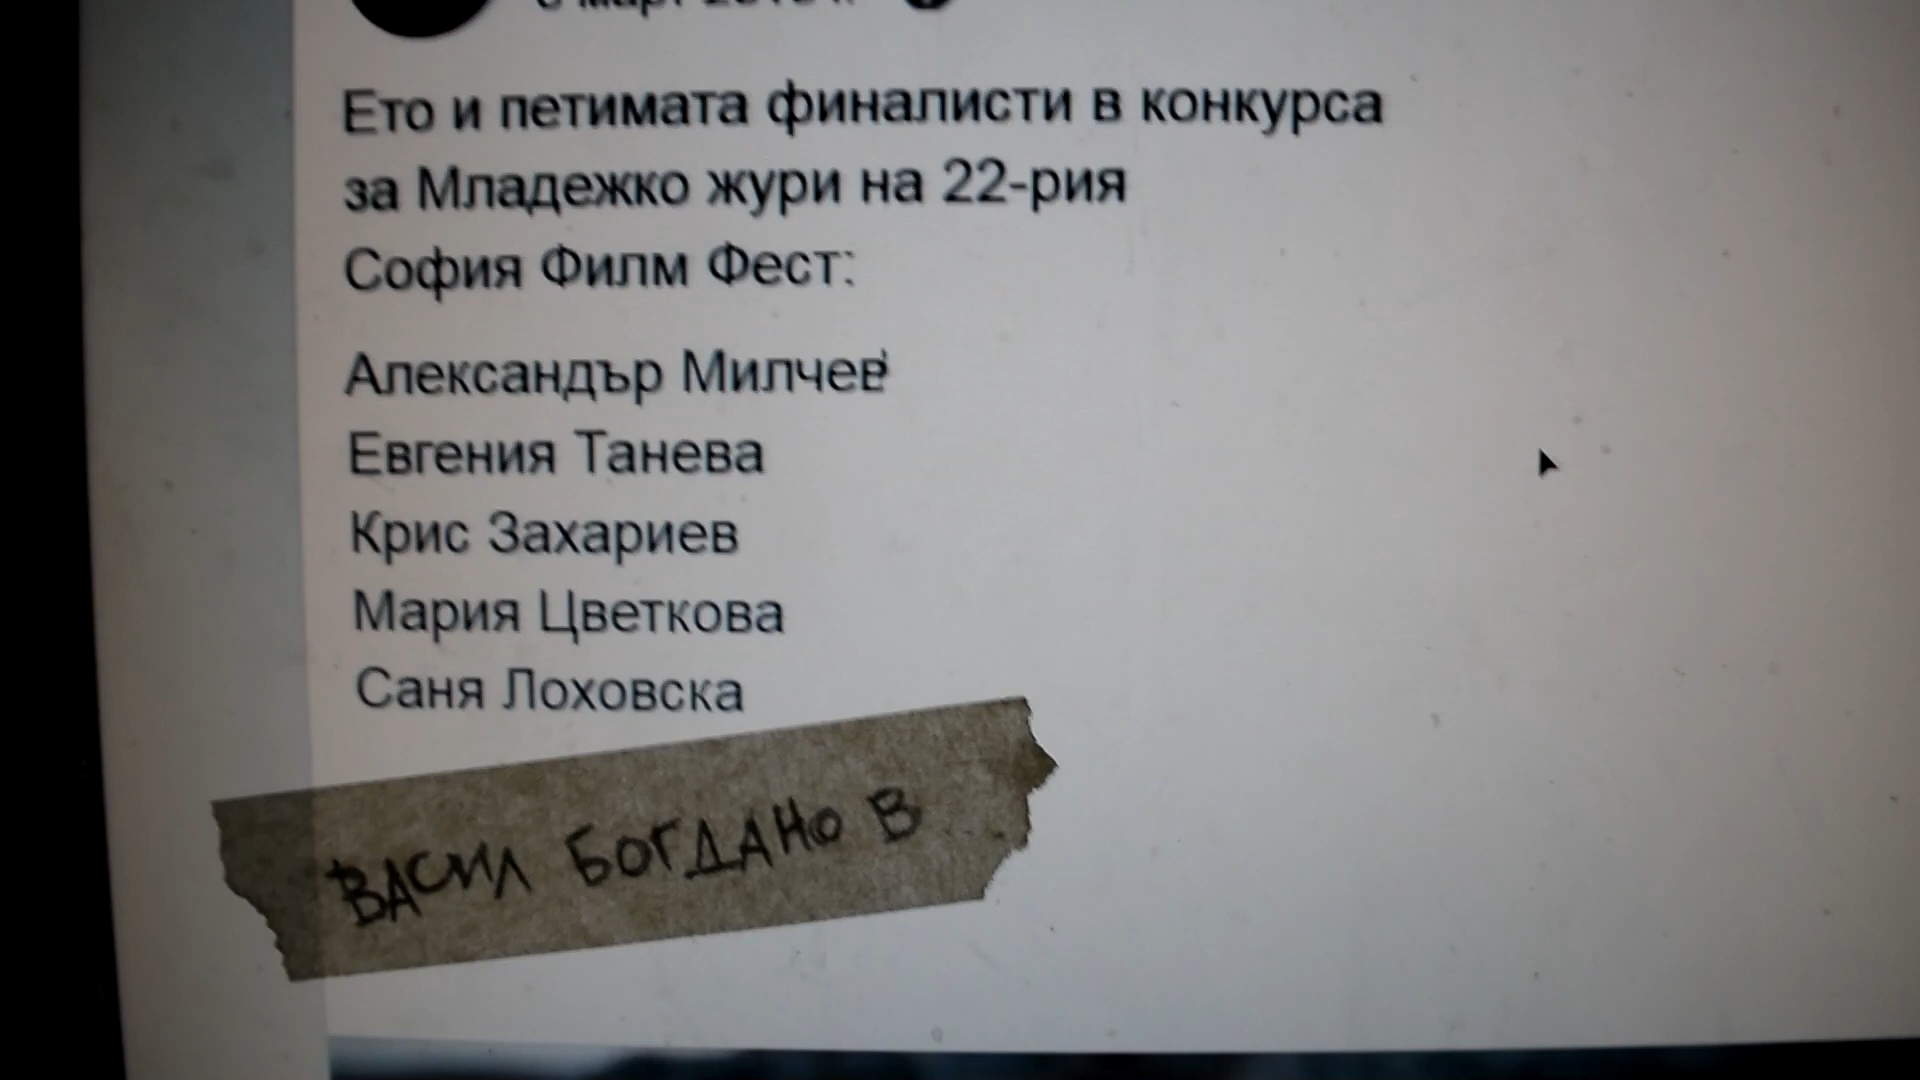 Ето и петимата финалисти в конкурса
за Младежко жури на 22-рия
София Филм Фест:
Александър Милчев
Евгения Танева
Крис Захариев
Мария Цветкова
Саня Лоховска
ВАСИЛ БОГДАНОВ